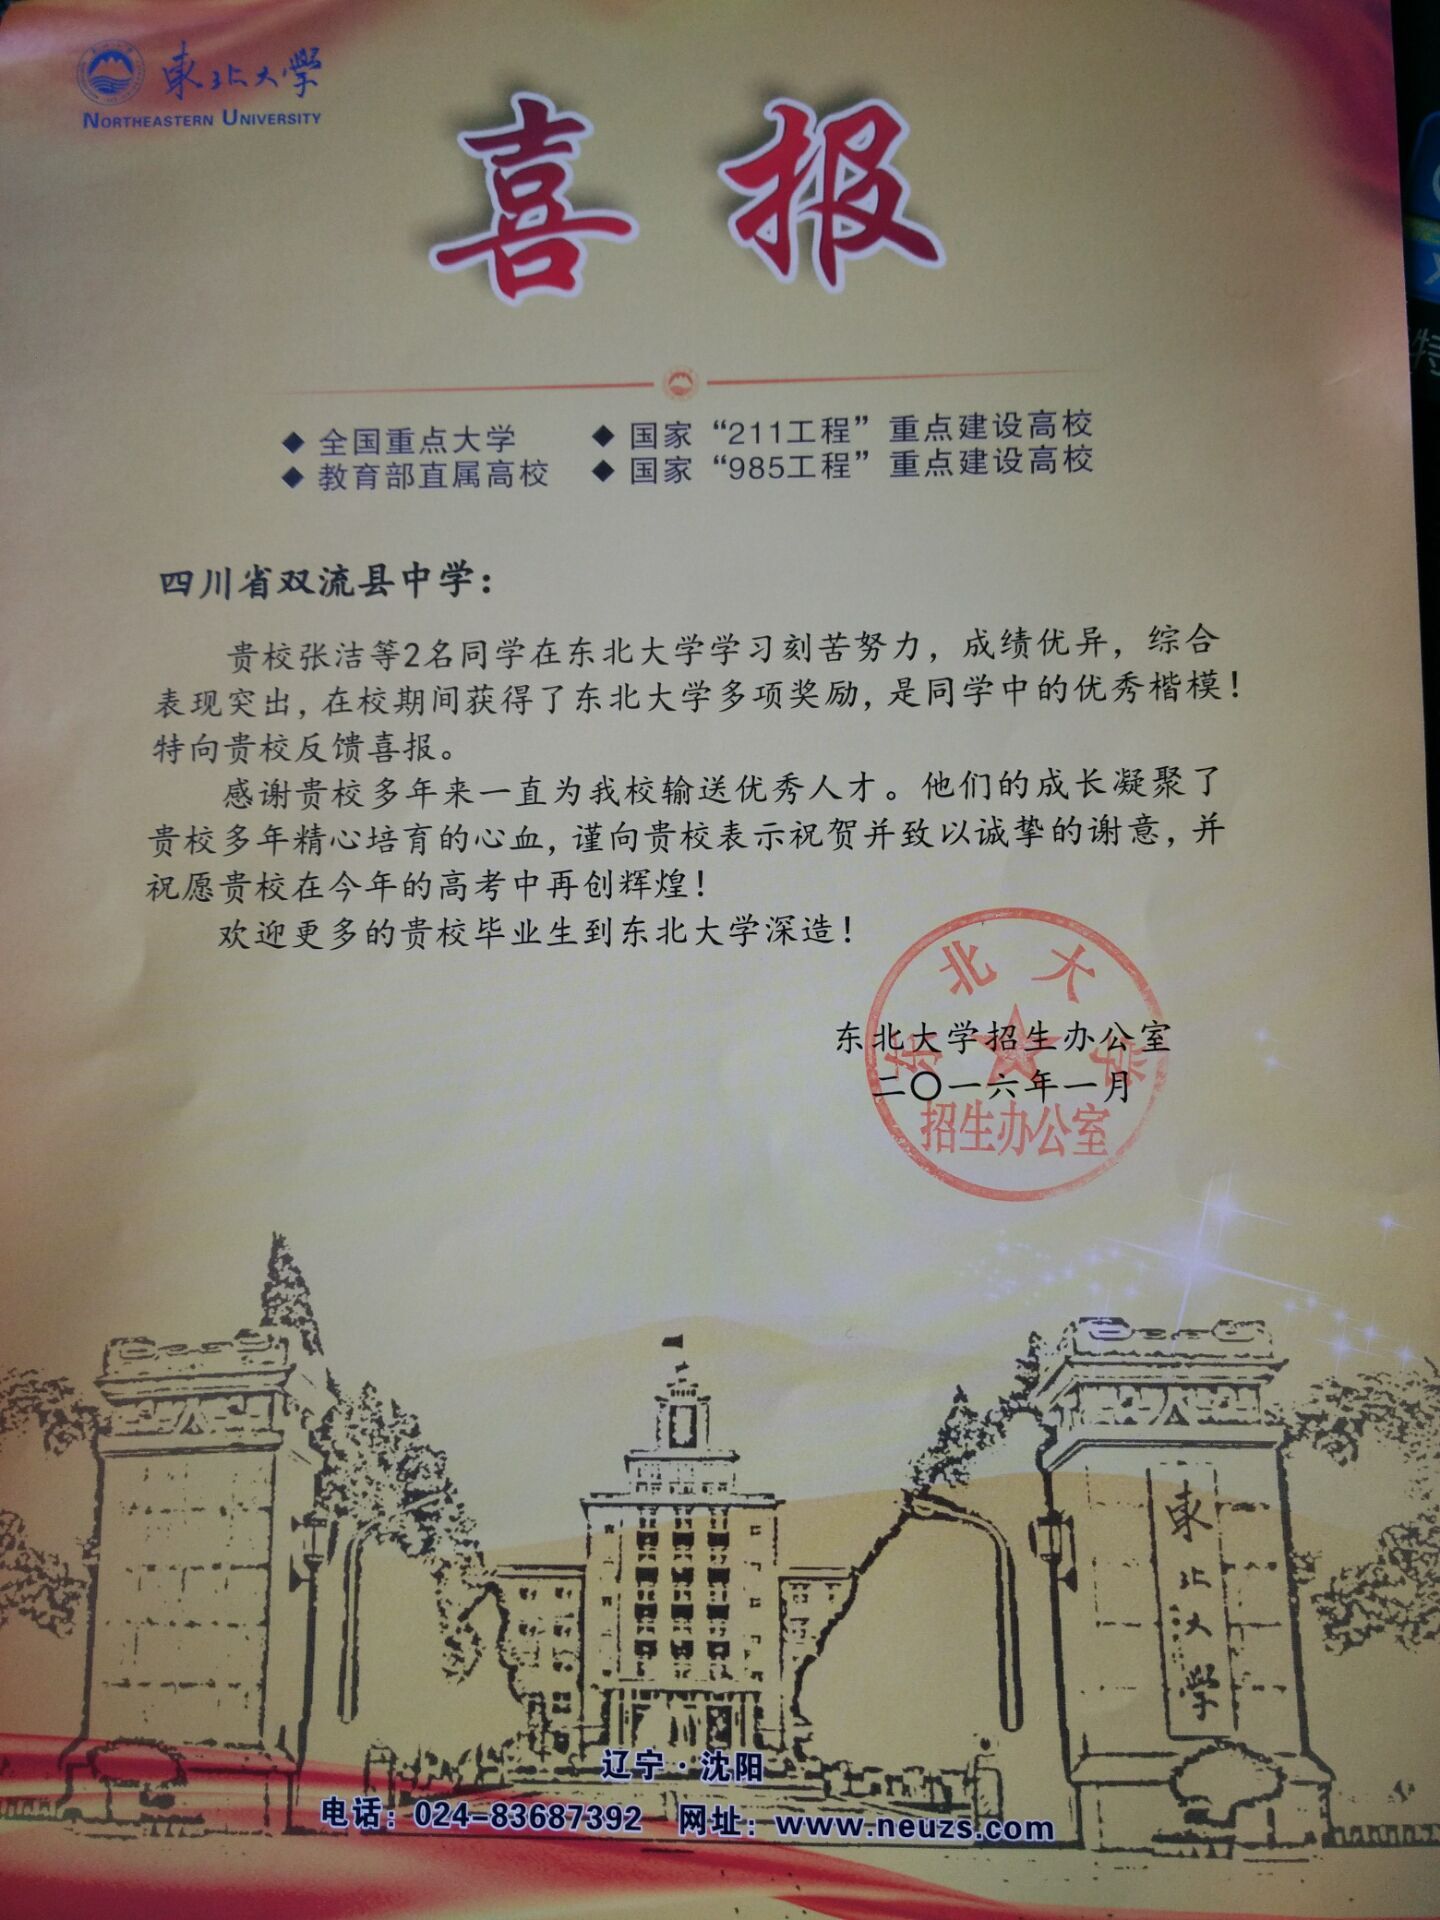 東北大學
NORTHEASTERN UNIVERSITY
喜报
◆ 全国重点大学 ◆ 国家“211工程”重点建设高校
◆ 教育部直属高校 ◆ 国家“985工程”重点建设高校
四川省双流县中学：
贵校张洁等2名同学在东北大学学习刻苦努力，成绩优异，综合
表现突出，在校期间获得了东北大学多项奖励，是同学中的优秀楷模！
特向贵校反馈喜报。
感谢贵校多年来一直为我校输送优秀人才。他们的成长凝聚了
贵校多年精心培育的心血，谨向贵校表示祝贺并致以诚挚的谢意，并
祝愿贵校在今年的高考中再创辉煌！
欢迎更多的贵校毕业生到东北大学深造！
东北大学招生办公室
二〇一六年一月
东北大学
招生办公室
東北大學
辽宁·沈阳
电话：024-83687392 网址：www.neuzs.com
特